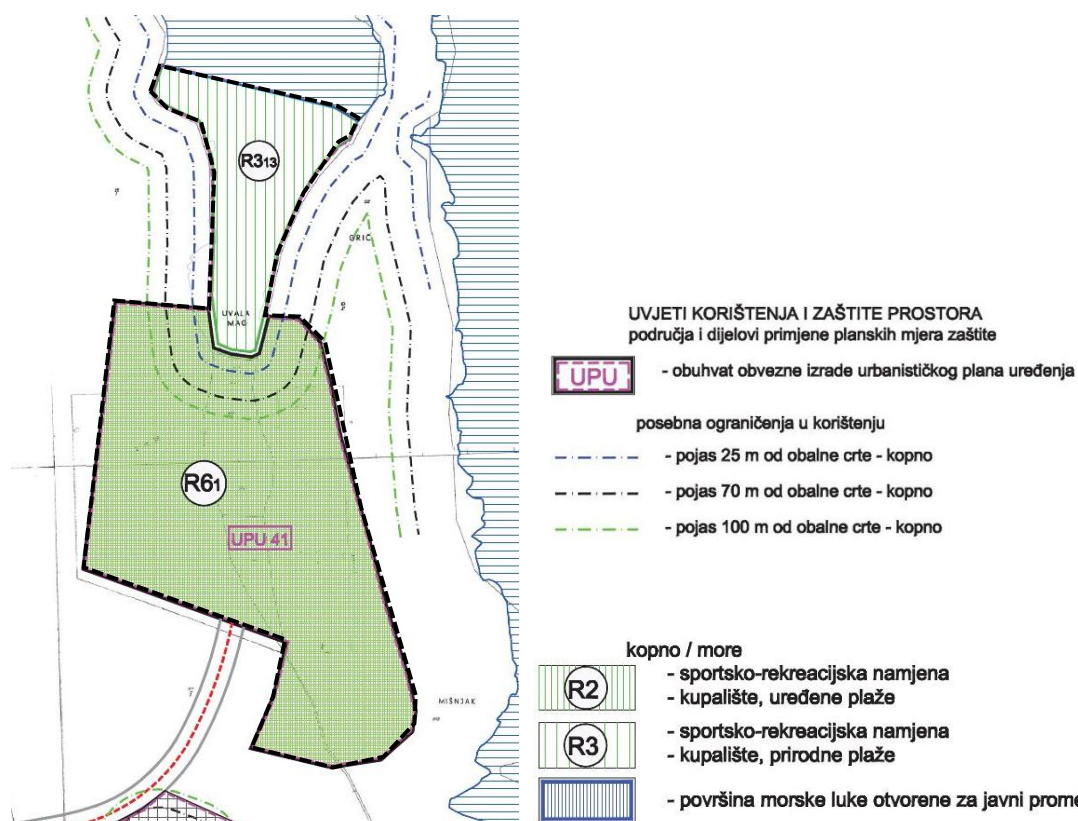 R313
GRIČ
UVALA
MAG
R61
UPU 41
MIŠNJAK
UVJETI KORIŠTENJA I ZAŠTITE PROSTORA
područja i dijelovi primjene planskih mjera zaštite
UPU - obuhvat obvezne izrade urbanističkog plana uređenja
posebna ograničenja u korištenju
- pojas 25 m od obalne crte - kopno
- pojas 70 m od obalne crte - kopno
- pojas 100 m od obalne crte - kopno
kopno / more
R2 - sportsko-rekreacijska namjena
- kupalište, uređene plaže
R3 - sportsko-rekreacijska namjena
- kupalište, prirodne plaže
- površina morske luke otvorene za javni prome